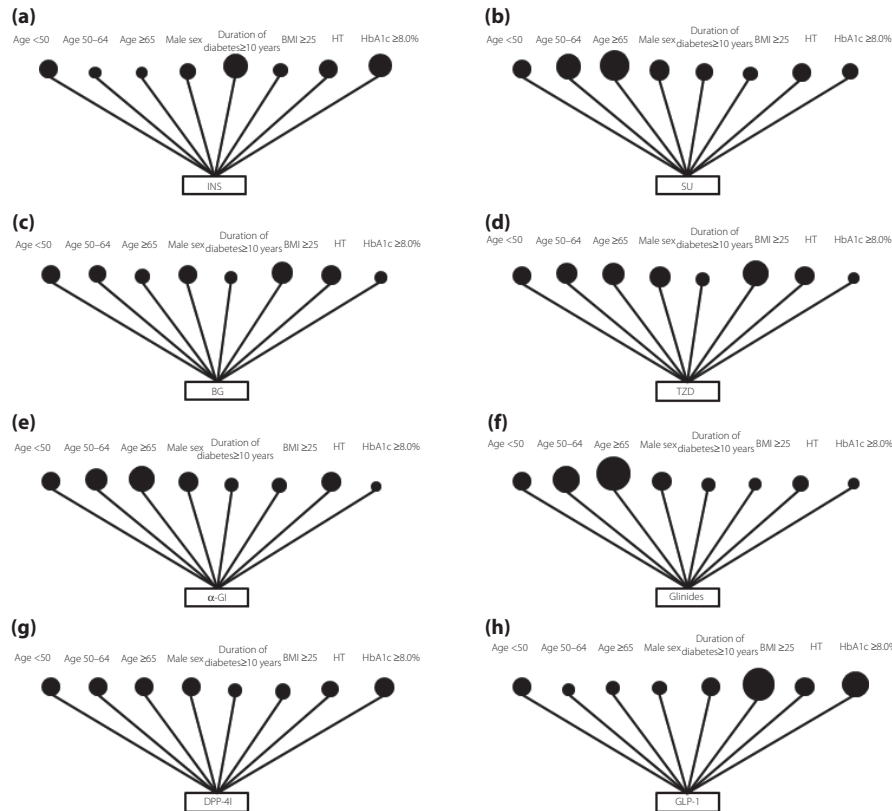 (a)
Age <50 Age 50–64 Age ≥65 Male sex Duration of diabetes≥10 years BMI ≥25 HT HbA1c ≥8.0%
INS
(b)
Age <50 Age 50–64 Age ≥65 Male sex Duration of diabetes≥10 years BMI ≥25 HT HbA1c ≥8.0%
SU
(c)
Age <50 Age 50–64 Age ≥65 Male sex Duration of diabetes≥10 years BMI ≥25 HT HbA1c ≥8.0%
BG
(d)
Age <50 Age 50–64 Age ≥65 Male sex Duration of diabetes≥10 years BMI ≥25 HT HbA1c ≥8.0%
TZD
(e)
Age <50 Age 50–64 Age ≥65 Male sex Duration of diabetes≥10 years BMI ≥25 HT HbA1c ≥8.0%
α-GI
(f)
Age <50 Age 50–64 Age ≥65 Male sex Duration of diabetes≥10 years BMI ≥25 HT HbA1c ≥8.0%
Glinides
(g)
Age <50 Age 50–64 Age ≥65 Male sex Duration of diabetes≥10 years BMI ≥25 HT HbA1c ≥8.0%
DPP-4I
(h)
Age <50 Age 50–64 Age ≥65 Male sex Duration of diabetes≥10 years BMI ≥25 HT HbA1c ≥8.0%
GLP-1